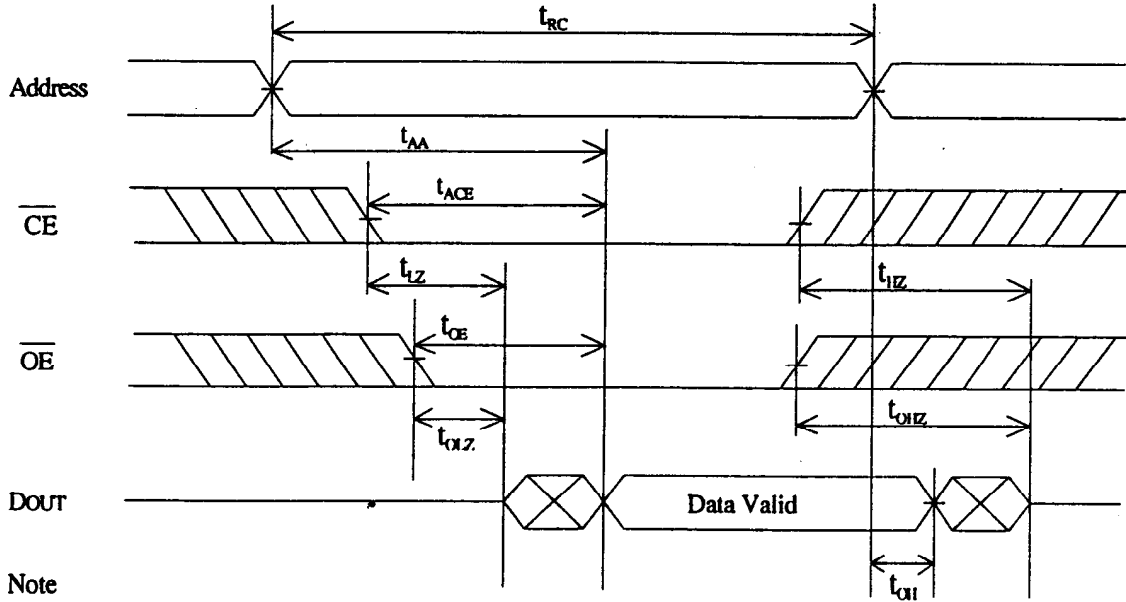 tRC
Address
tAA
CE
tACE
tLZ
tHZ
OE
tOE
tOLZ
tOHZ
DOUT
Data Valid
tOH
Note